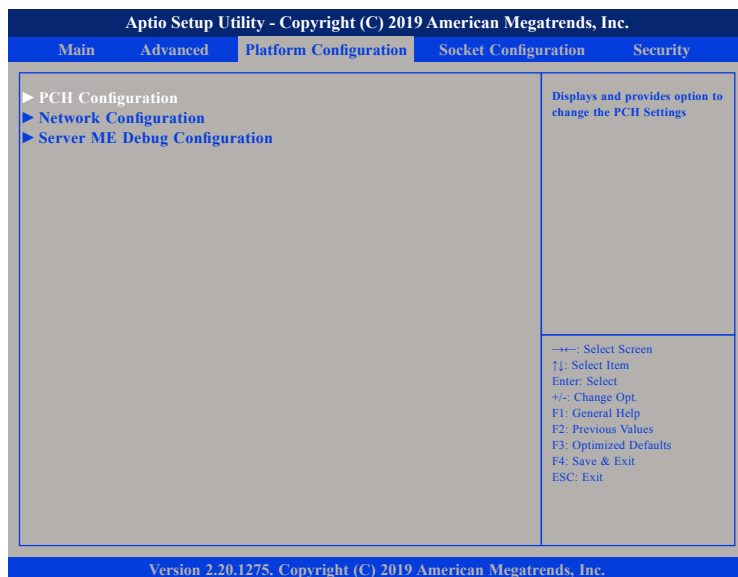 Aptio Setup Utility - Copyright (C) 2019 American Megatrends, Inc.
Main Advanced Platform Configuration Socket Configuration Security
► PCH Configuration
► Network Configuration
► Server ME Debug Configuration
Displays and provides option to
change the PCH Settings
→←: Select Screen
↑↓: Select Item
Enter: Select
+/-: Change Opt.
F1: General Help
F2: Previous Values
F3: Optimized Defaults
F4: Save & Exit
ESC: Exit
Version 2.20.1275. Copyright (C) 2019 American Megatrends, Inc.